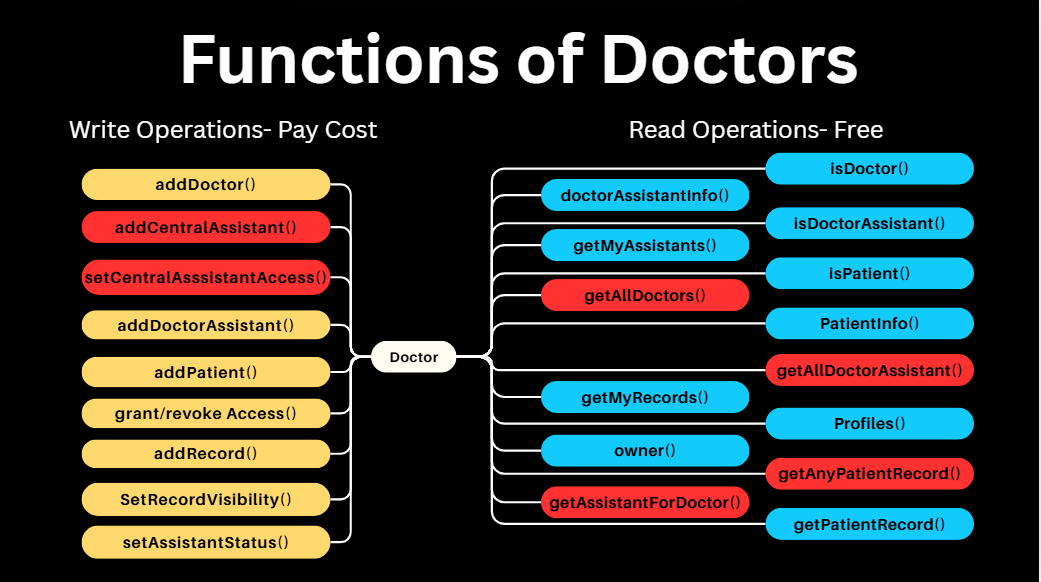 Functions of Doctors
Write Operations- Pay Cost
addDoctor()
addCentralAssistant()
setCentralAsssistantAccess()
addDoctorAssistant()
addPatient()
grant/revoke Access()
addRecord()
SetRecordVisibility()
setAssistantStatus()
Doctor
Read Operations- Free
isDoctor()
doctorAssistantInfo()
isDoctorAssistant()
getMyAssistants()
isPatient()
getAllDoctors()
PatientInfo()
getAllDoctorAssistant()
getMyRecords()
Profiles()
owner()
getAnyPatientRecord()
getAssistantForDoctor()
getPatientRecord()